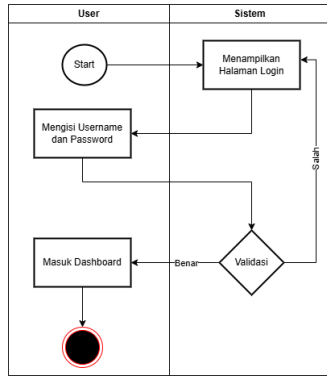 User
Sistem
Start
Menampilkan
Halaman Login
Mengisi Username
dan Password
Salah
Masuk Dashboard
Benar
Validasi